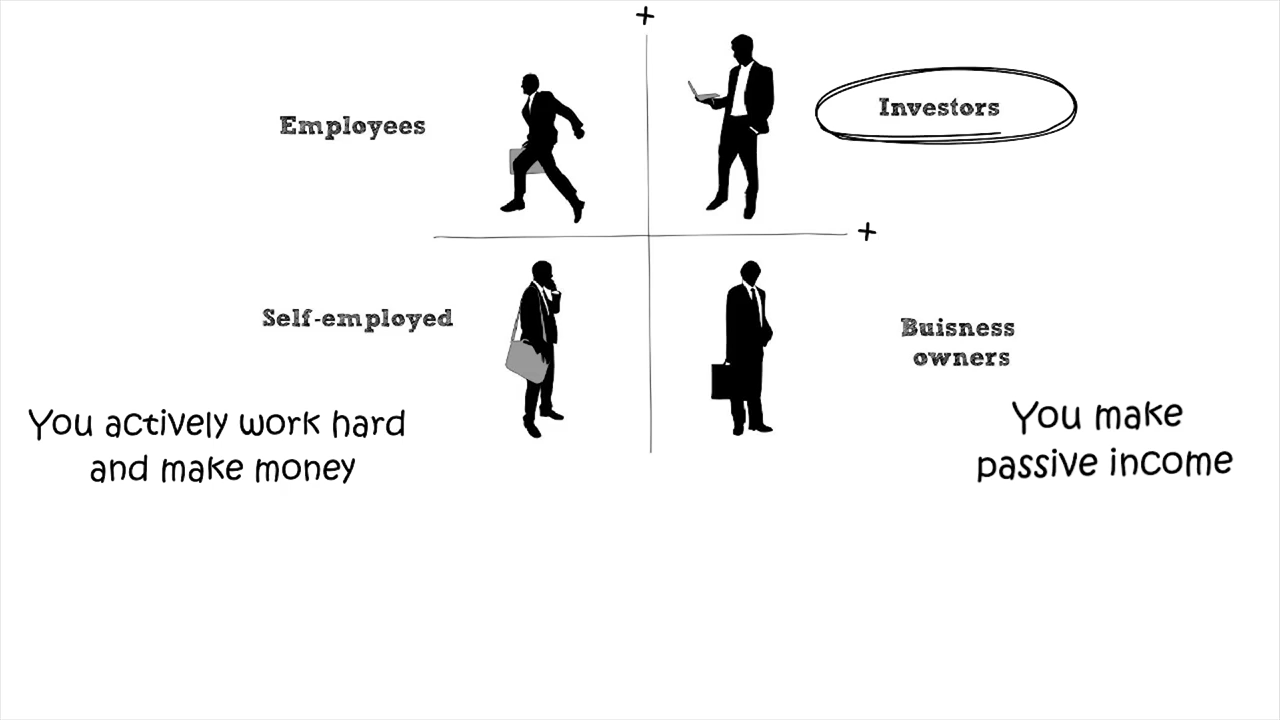 +
Employees
Investors
+
Self-employed
Buisness
owners
You actively work hard
and make money
You make
passive income